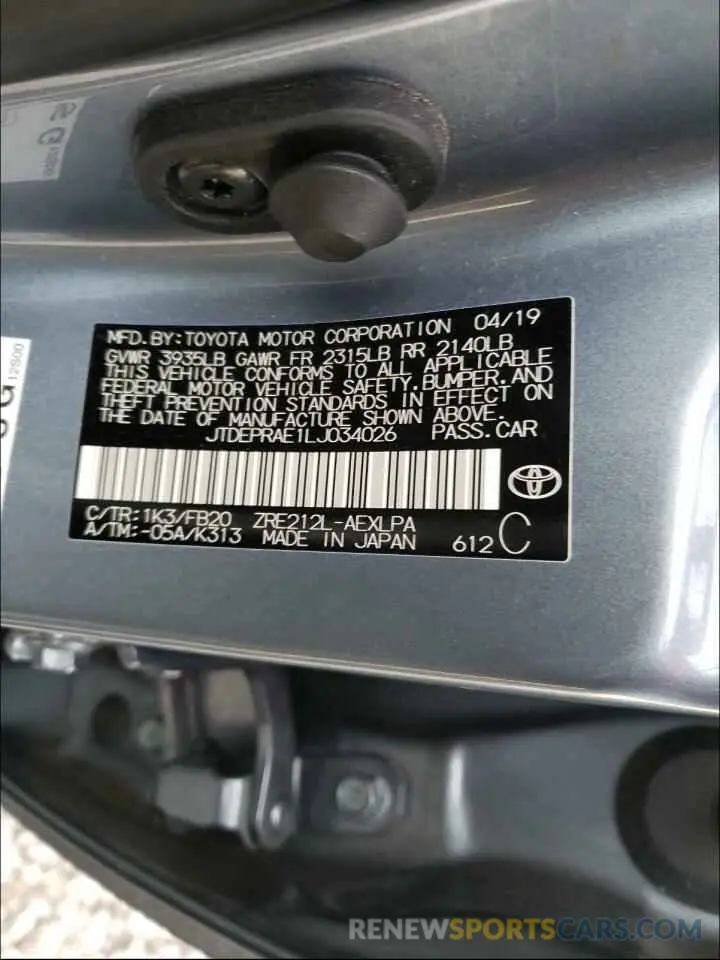 12S00
12S00
G
MFD.BY:TOYOTA MOTOR CORPORATION 04/19
GVWR 3935LB GAWR FR 2315LB RR 2140LB
THIS VEHICLE CONFORMS TO ALL APPLICABLE
FEDERAL MOTOR VEHICLE SAFETY,BUMPER,AND
THEFT PREVENTION STANDARDS IN EFFECT ON
THE DATE OF MANUFACTURE SHOWN ABOVE.
JTDEPRAE1LJ034026 PASS.CAR
C/TR:1K3/FB20 ZRE212L-AEXLPA
A/TM:-05A/K313 MADE IN JAPAN 612 C
RENEWSPORTSCARS.COM